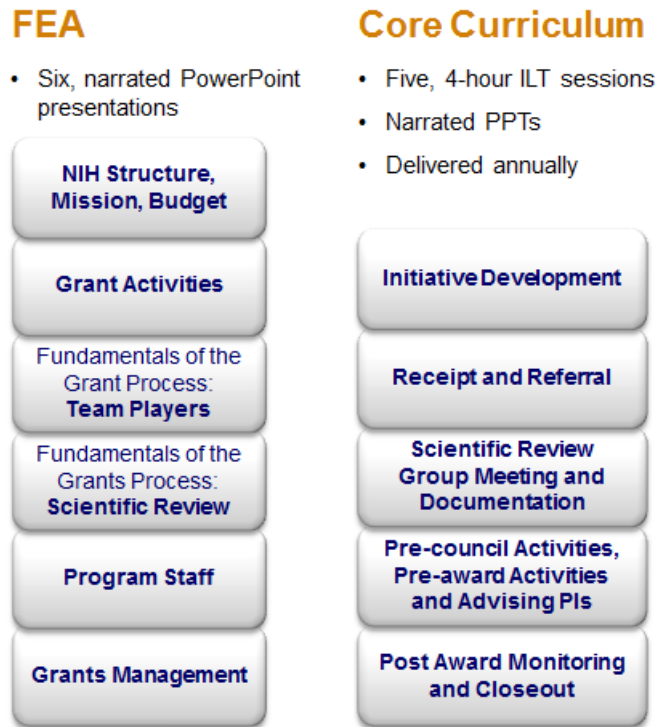 FEA
• Six, narrated PowerPoint
presentations
NIH Structure,
Mission, Budget
Grant Activities
Fundamentals of the
Grant Process:
Team Players
Fundamentals of the
Grants Process:
Scientific Review
Program Staff
Grants Management
Core Curriculum
• Five, 4-hour ILT sessions
• Narrated PPTs
• Delivered annually
Initiative Development
Receipt and Referral
Scientific Review
Group Meeting and
Documentation
Pre-council Activities,
Pre-award Activities
and Advising PIs
Post Award Monitoring
and Closeout